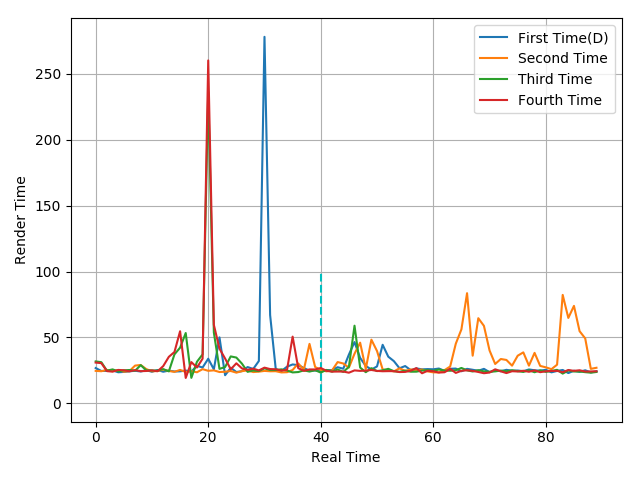 First Time(D)
Second Time
Third Time
Fourth Time
Render Time
250
200
150
100
50
0
0 20 40 60 80
Real Time